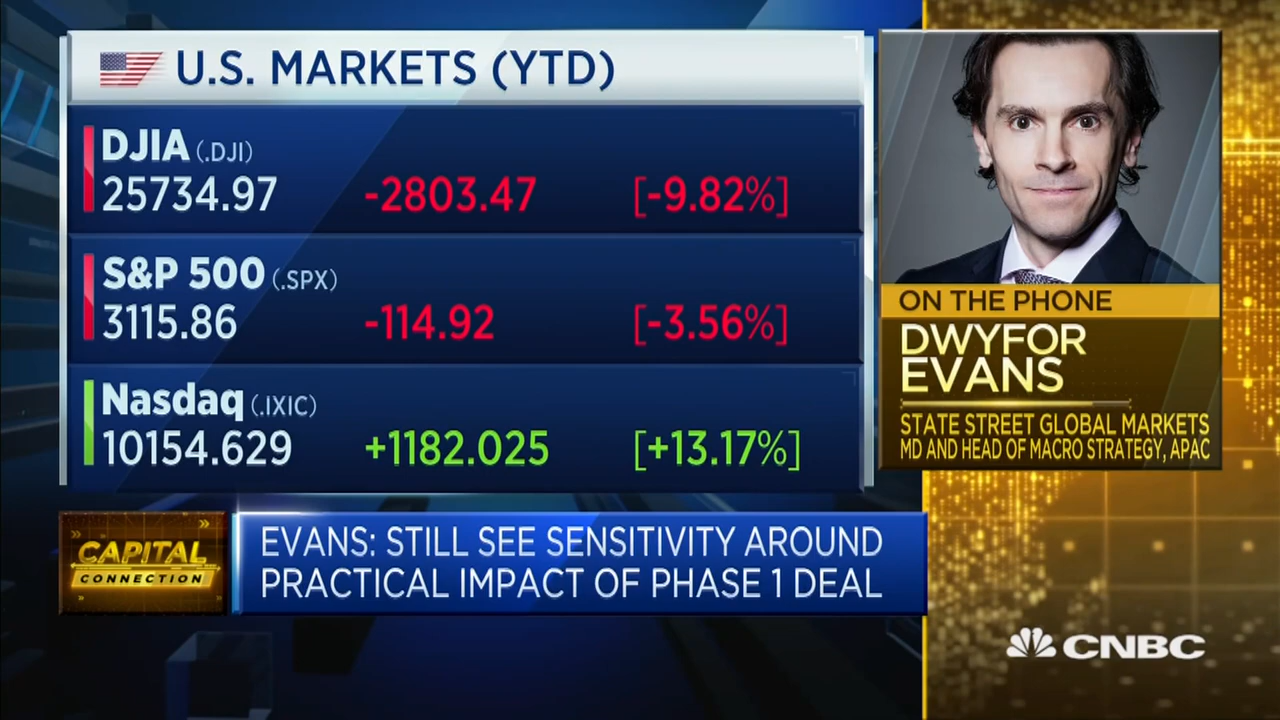 U.S. MARKETS (YTD)
DJIA (.DJI)
25734.97 -2803.47 [-9.82%]
S&P 500 (.SPX)
3115.86 -114.92 [-3.56%]
Nasdaq (.IXIC)
10154.629 +1182.025 [+13.17%]
ON THE PHONE
DWYFOR
EVANS
STATE STREET GLOBAL MARKETS
MD AND HEAD OF MACRO STRATEGY, APAC
CAPITAL
CONNECTION
EVANS: STILL SEE SENSITIVITY AROUND
PRACTICAL IMPACT OF PHASE 1 DEAL
CNBC